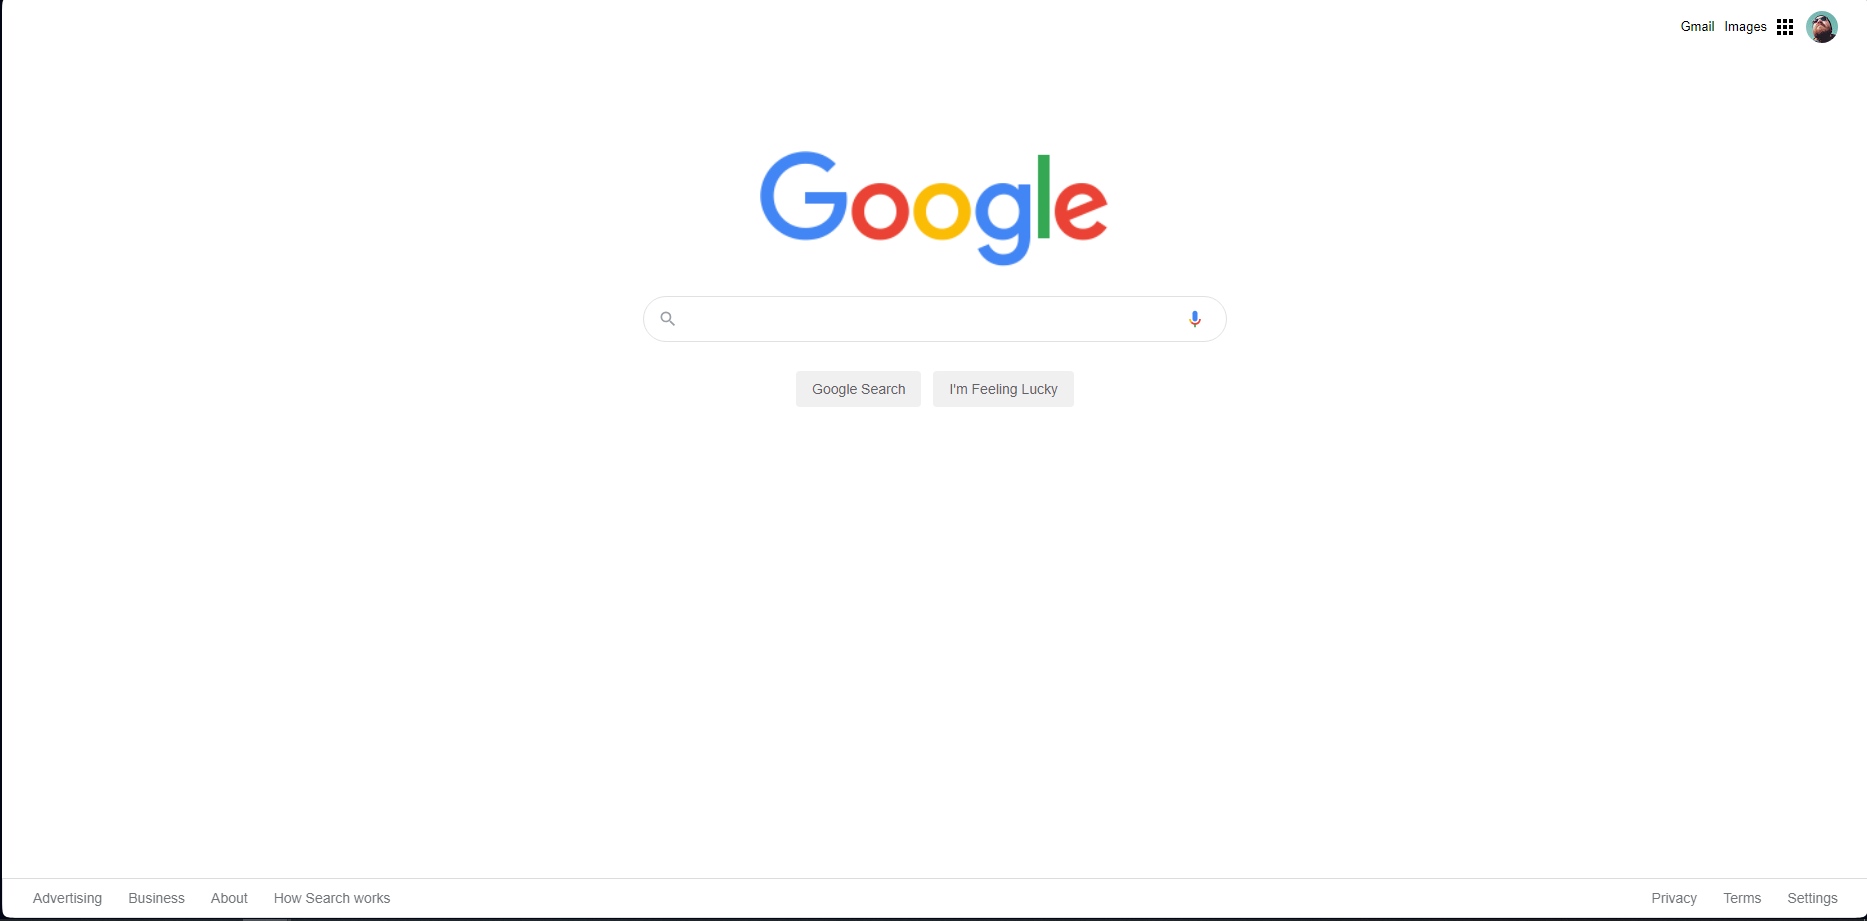 Gmail Images
Google
Google Search I'm Feeling Lucky
Advertising Business About How Search works Privacy Terms Settings